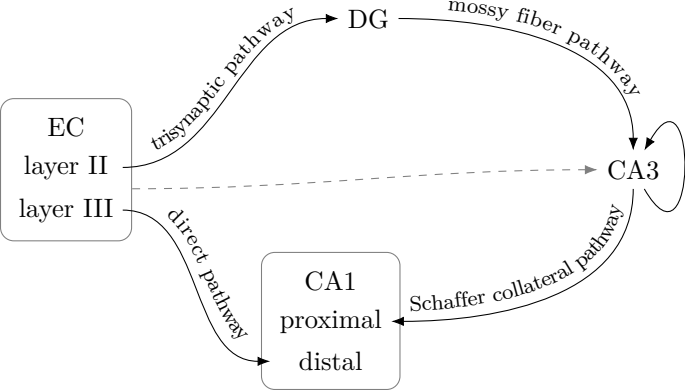 DG
mossy fiber pathway
trisynaptic pathway
EC
layer II
layer III
CA3
direct pathway
Schaffer collateral pathway
CA1
proximal
distal